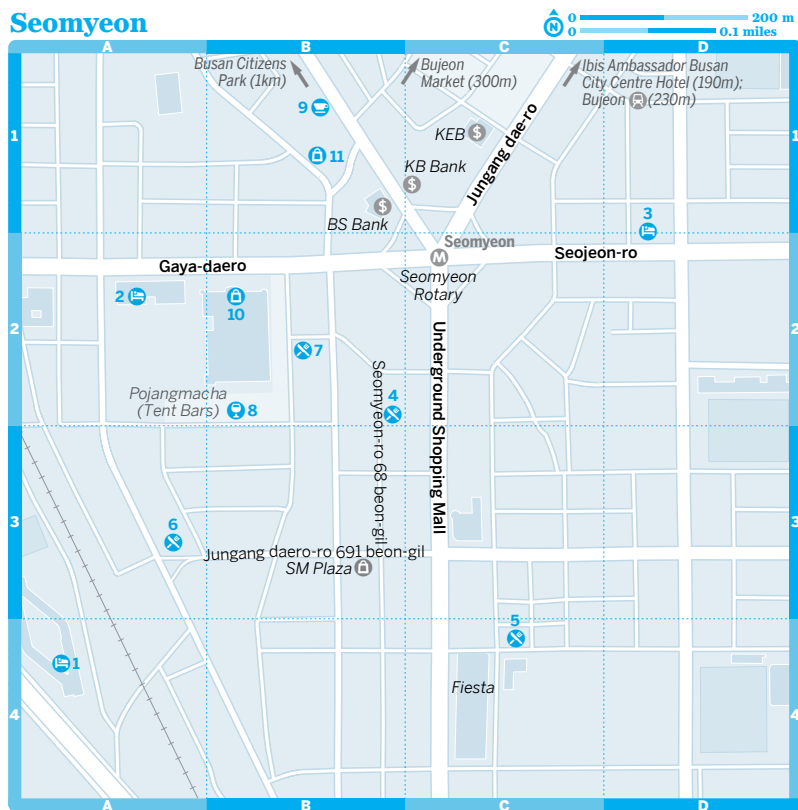 Seomyeon
0 200 m
N
0 0.1 miles
A B C D
Busan Citizens
Park (1km)
Bujeon
Market (300m)
Ibis Ambassador Busan
City Centre Hotel (190m);
Bujeon (230m)
9
1
KEB $
1
11
KB Bank
$
Jungang dae-ro
$
BS Bank
3
Seomyeon
Gaya-daero
M
Seojeon-ro
Seomyeon
Rotary
2
10
2
2
7
Underground Shopping Mall
Seomyeon-ro 68 beon-gil
Pojangmacha
(Tent Bars)
8
4
3
6
3
Jungang daero-ro 691 beon-gil
SM Plaza
5
1
Fiesta
4
4
A B C D